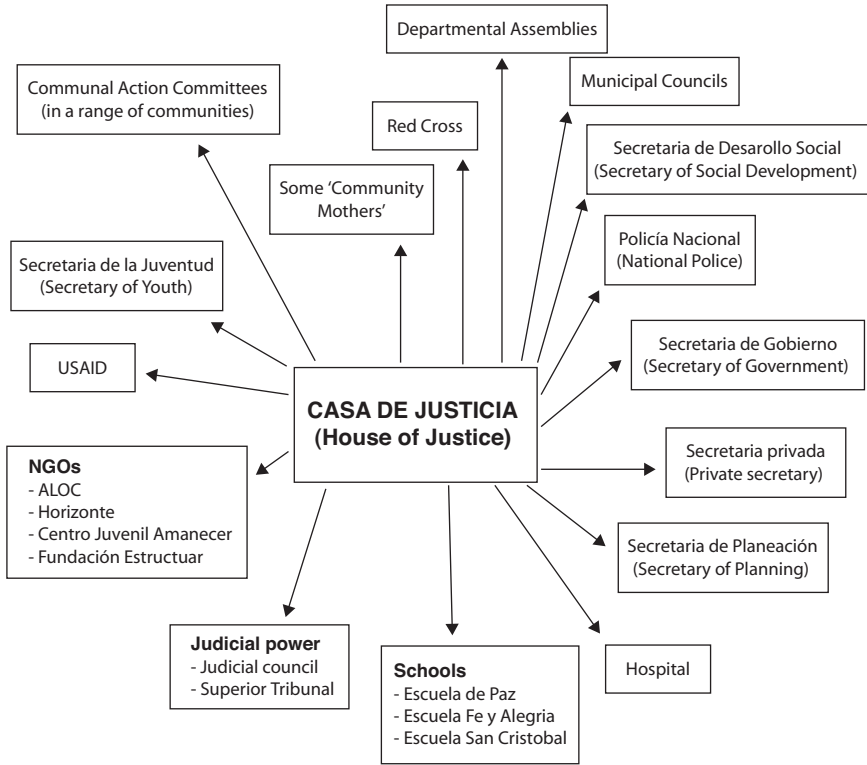 Departmental Assemblies
Communal Action Committees
(in a range of communities)
Municipal Councils
Red Cross
Secretaria de Desarollo Social
(Secretary of Social Development)
Some ‘Community
Mothers’
Policía Nacional
(National Police)
Secretaria de la Juventud
(Secretary of Youth)
Secretaria de Gobierno
(Secretary of Government)
USAID
CASA DE JUSTICIA
(House of Justice)
Secretaria privada
(Private secretary)
NGOs
- ALOC
- Horizonte
- Centro Juvenil Amanecer
- Fundación Estructuar
Secretaria de Planeación
(Secretary of Planning)
Judicial power
- Judicial council
- Superior Tribunal
Schools
- Escuela de Paz
- Escuela Fe y Alegria
- Escuela San Cristobal
Hospital